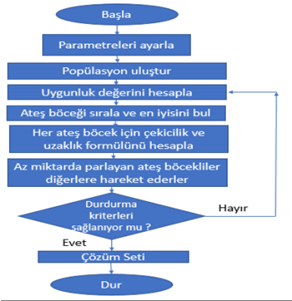 Başla
Parametreleri ayarla
Popülasyon oluştur
Uygunluk değerini hesapla
Ateş böceği sırala ve en iyisini bul
Her ateş böcek için çekicilik ve
uzaklık formülünü hesapla
Az miktarda parlayan ateş böcekliler
diğerlere hareket ederler
Durdurma
kriterleri
sağlanıyor mu ?
Hayır
Evet
Çözüm Seti
Dur